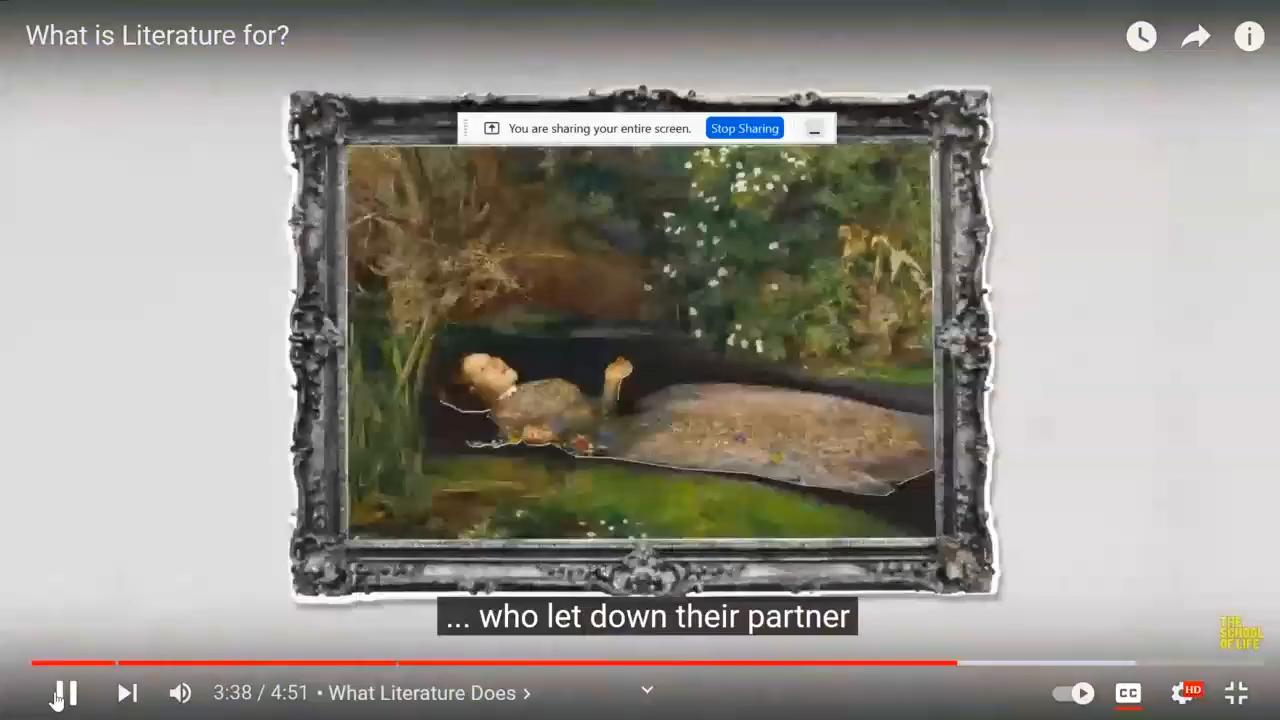 What is Literature for?
You are sharing your entire screen. Stop Sharing
... who let down their partner
THE
SCHOOL
OF LIFE
3:38 / 4:51 • What Literature Does ›
CC
HD